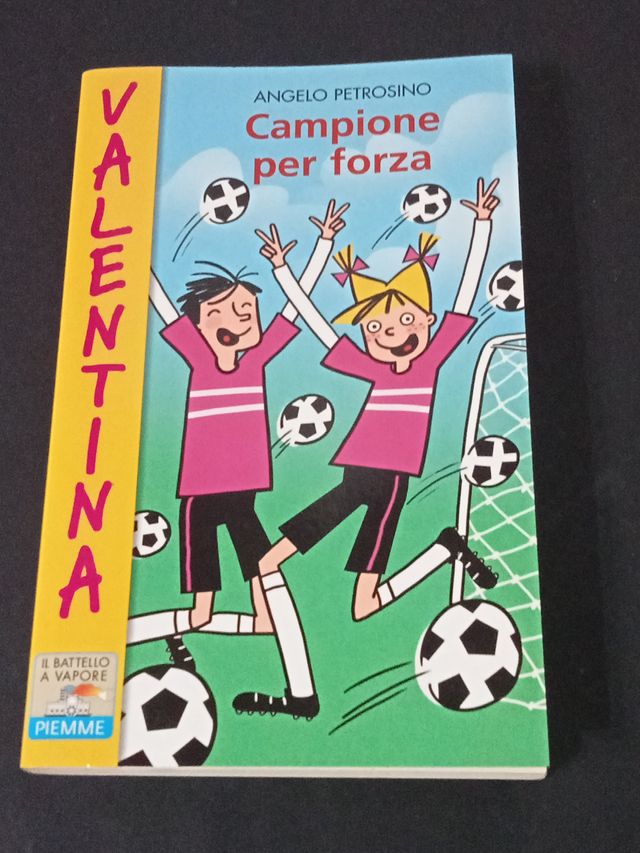 VALENTINA
ANGELO PETROSINO
Campione
per forza
IL BATTELLO
A VAPORE
PIEMME